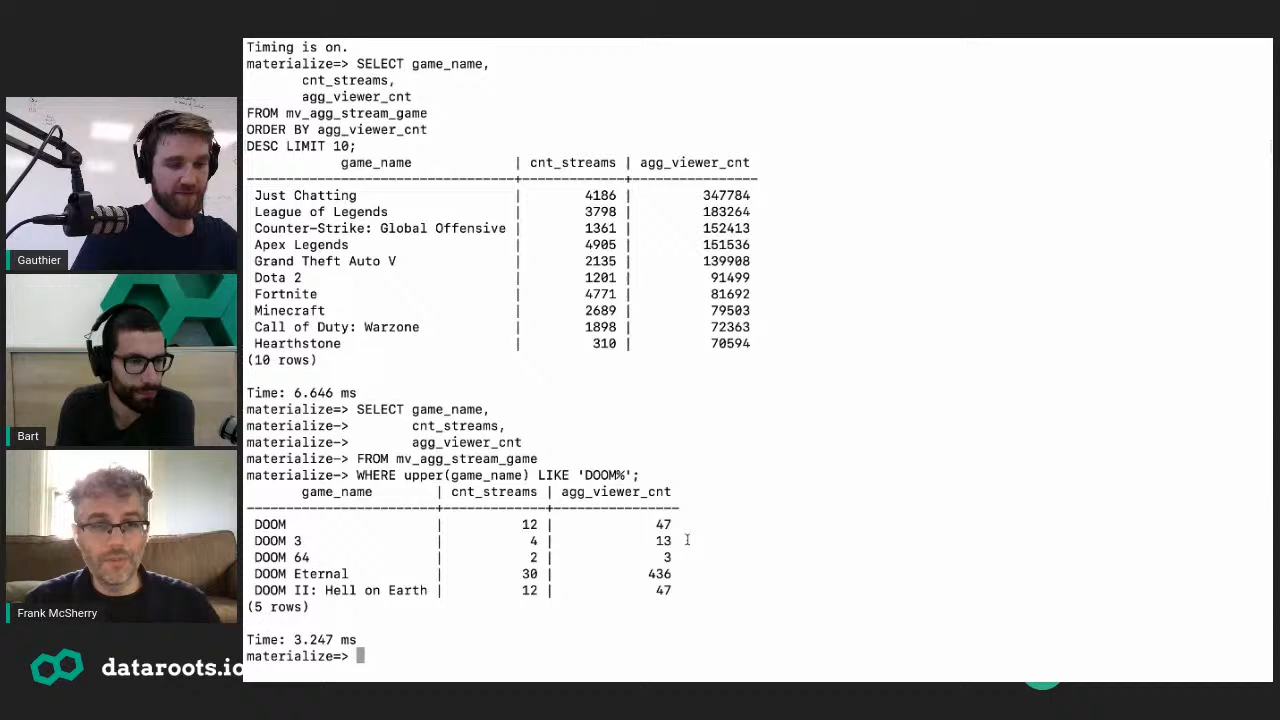 Timing is on.
materialize=> SELECT game_name,
cnt_streams,
agg_viewer_cnt
FROM mv_agg_stream_game
ORDER BY agg_viewer_cnt
DESC LIMIT 10;
game_name | cnt_streams | agg_viewer_cnt
---------------------------------+-------------+----------------
Just Chatting | 4186 | 347784
League of Legends | 3798 | 183264
Counter-Strike: Global Offensive | 1361 | 152413
Apex Legends | 4905 | 151536
Grand Theft Auto V | 2135 | 139908
Dota 2 | 1201 | 91499
Fortnite | 4771 | 81692
Minecraft | 2689 | 79503
Call of Duty: Warzone | 1898 | 72363
Hearthstone | 310 | 70594
(10 rows)
Time: 6.646 ms
materialize=> SELECT game_name,
materialize-> cnt_streams,
materialize-> agg_viewer_cnt
materialize-> FROM mv_agg_stream_game
materialize-> WHERE upper(game_name) LIKE 'DOOM%';
game_name | cnt_streams | agg_viewer_cnt
-----------------------+-------------+----------------
DOOM | 12 | 47
DOOM 3 | 4 | 13
DOOM 64 | 2 | 3
DOOM Eternal | 30 | 436
DOOM II: Hell on Earth | 12 | 47
(5 rows)
Time: 3.247 ms
materialize=>
Gauthier
Bart
Frank McSherry
dataroots.io